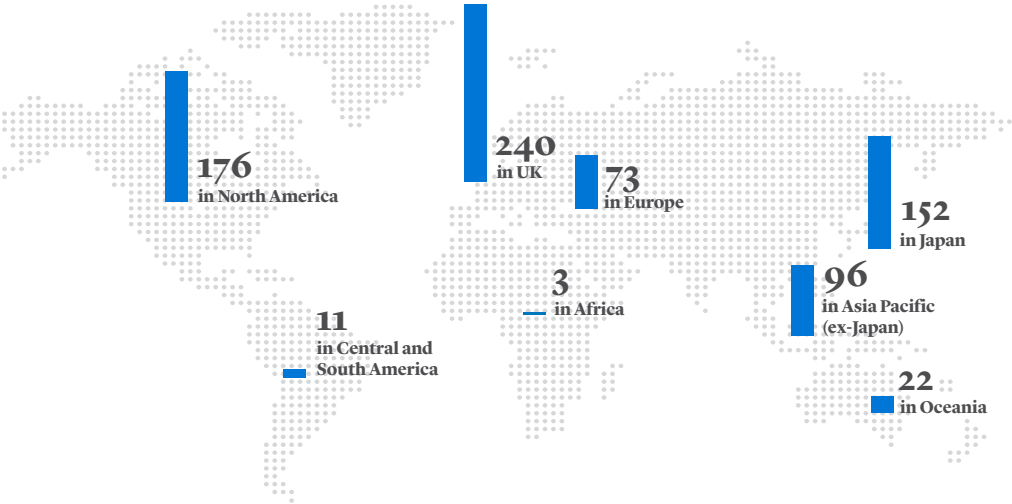 240
in UK
176
in North America
73
in Europe
152
in Japan
3
in Africa
96
in Asia Pacific
(ex-Japan)
11
in Central and
South America
22
in Oceania